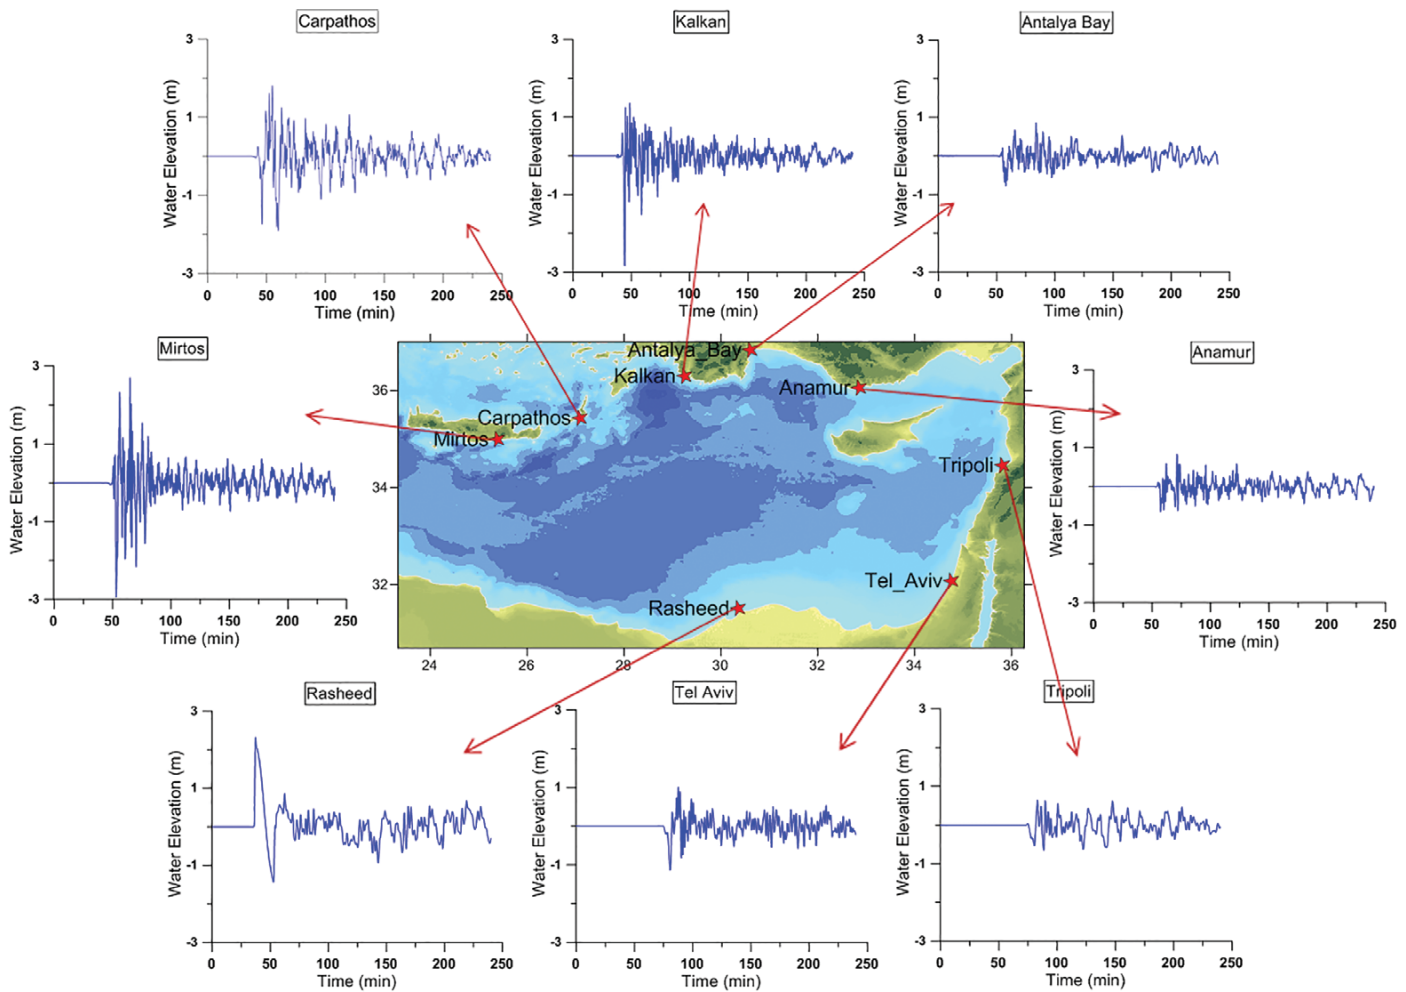 Carpathos
Water Elevation (m)
3
1
-1
-3
0
50
100
150
200
250
Time (min)
Kalkan
Water Elevation (m)
3
1
-1
-3
0
50
100
150
200
250
Time (min)
Antalya Bay
Water Elevation (m)
3
1
-1
-3
0
50
100
150
200
250
Time (min)
Mirtos
Water Elevation (m)
3
1
-1
-3
0
50
100
150
200
250
Time (min)
Antalya_Bay
Kalkan
Anamur
Carpathos
Mirtos
Tripoli
Tel_Aviv
Rasheed
36
34
32
24
26
28
30
32
34
36
Anamur
Water Elevation (m)
3
1
-1
-3
0
50
100
150
200
250
Time (min)
Rasheed
Water Elevation (m)
3
1
-1
-3
0
50
100
150
200
250
Time (min)
Tel Aviv
Water Elevation (m)
3
1
-1
-3
0
50
100
150
200
250
Time (min)
Tripoli
Water Elevation (m)
3
1
-1
-3
0
50
100
150
200
250
Time (min)